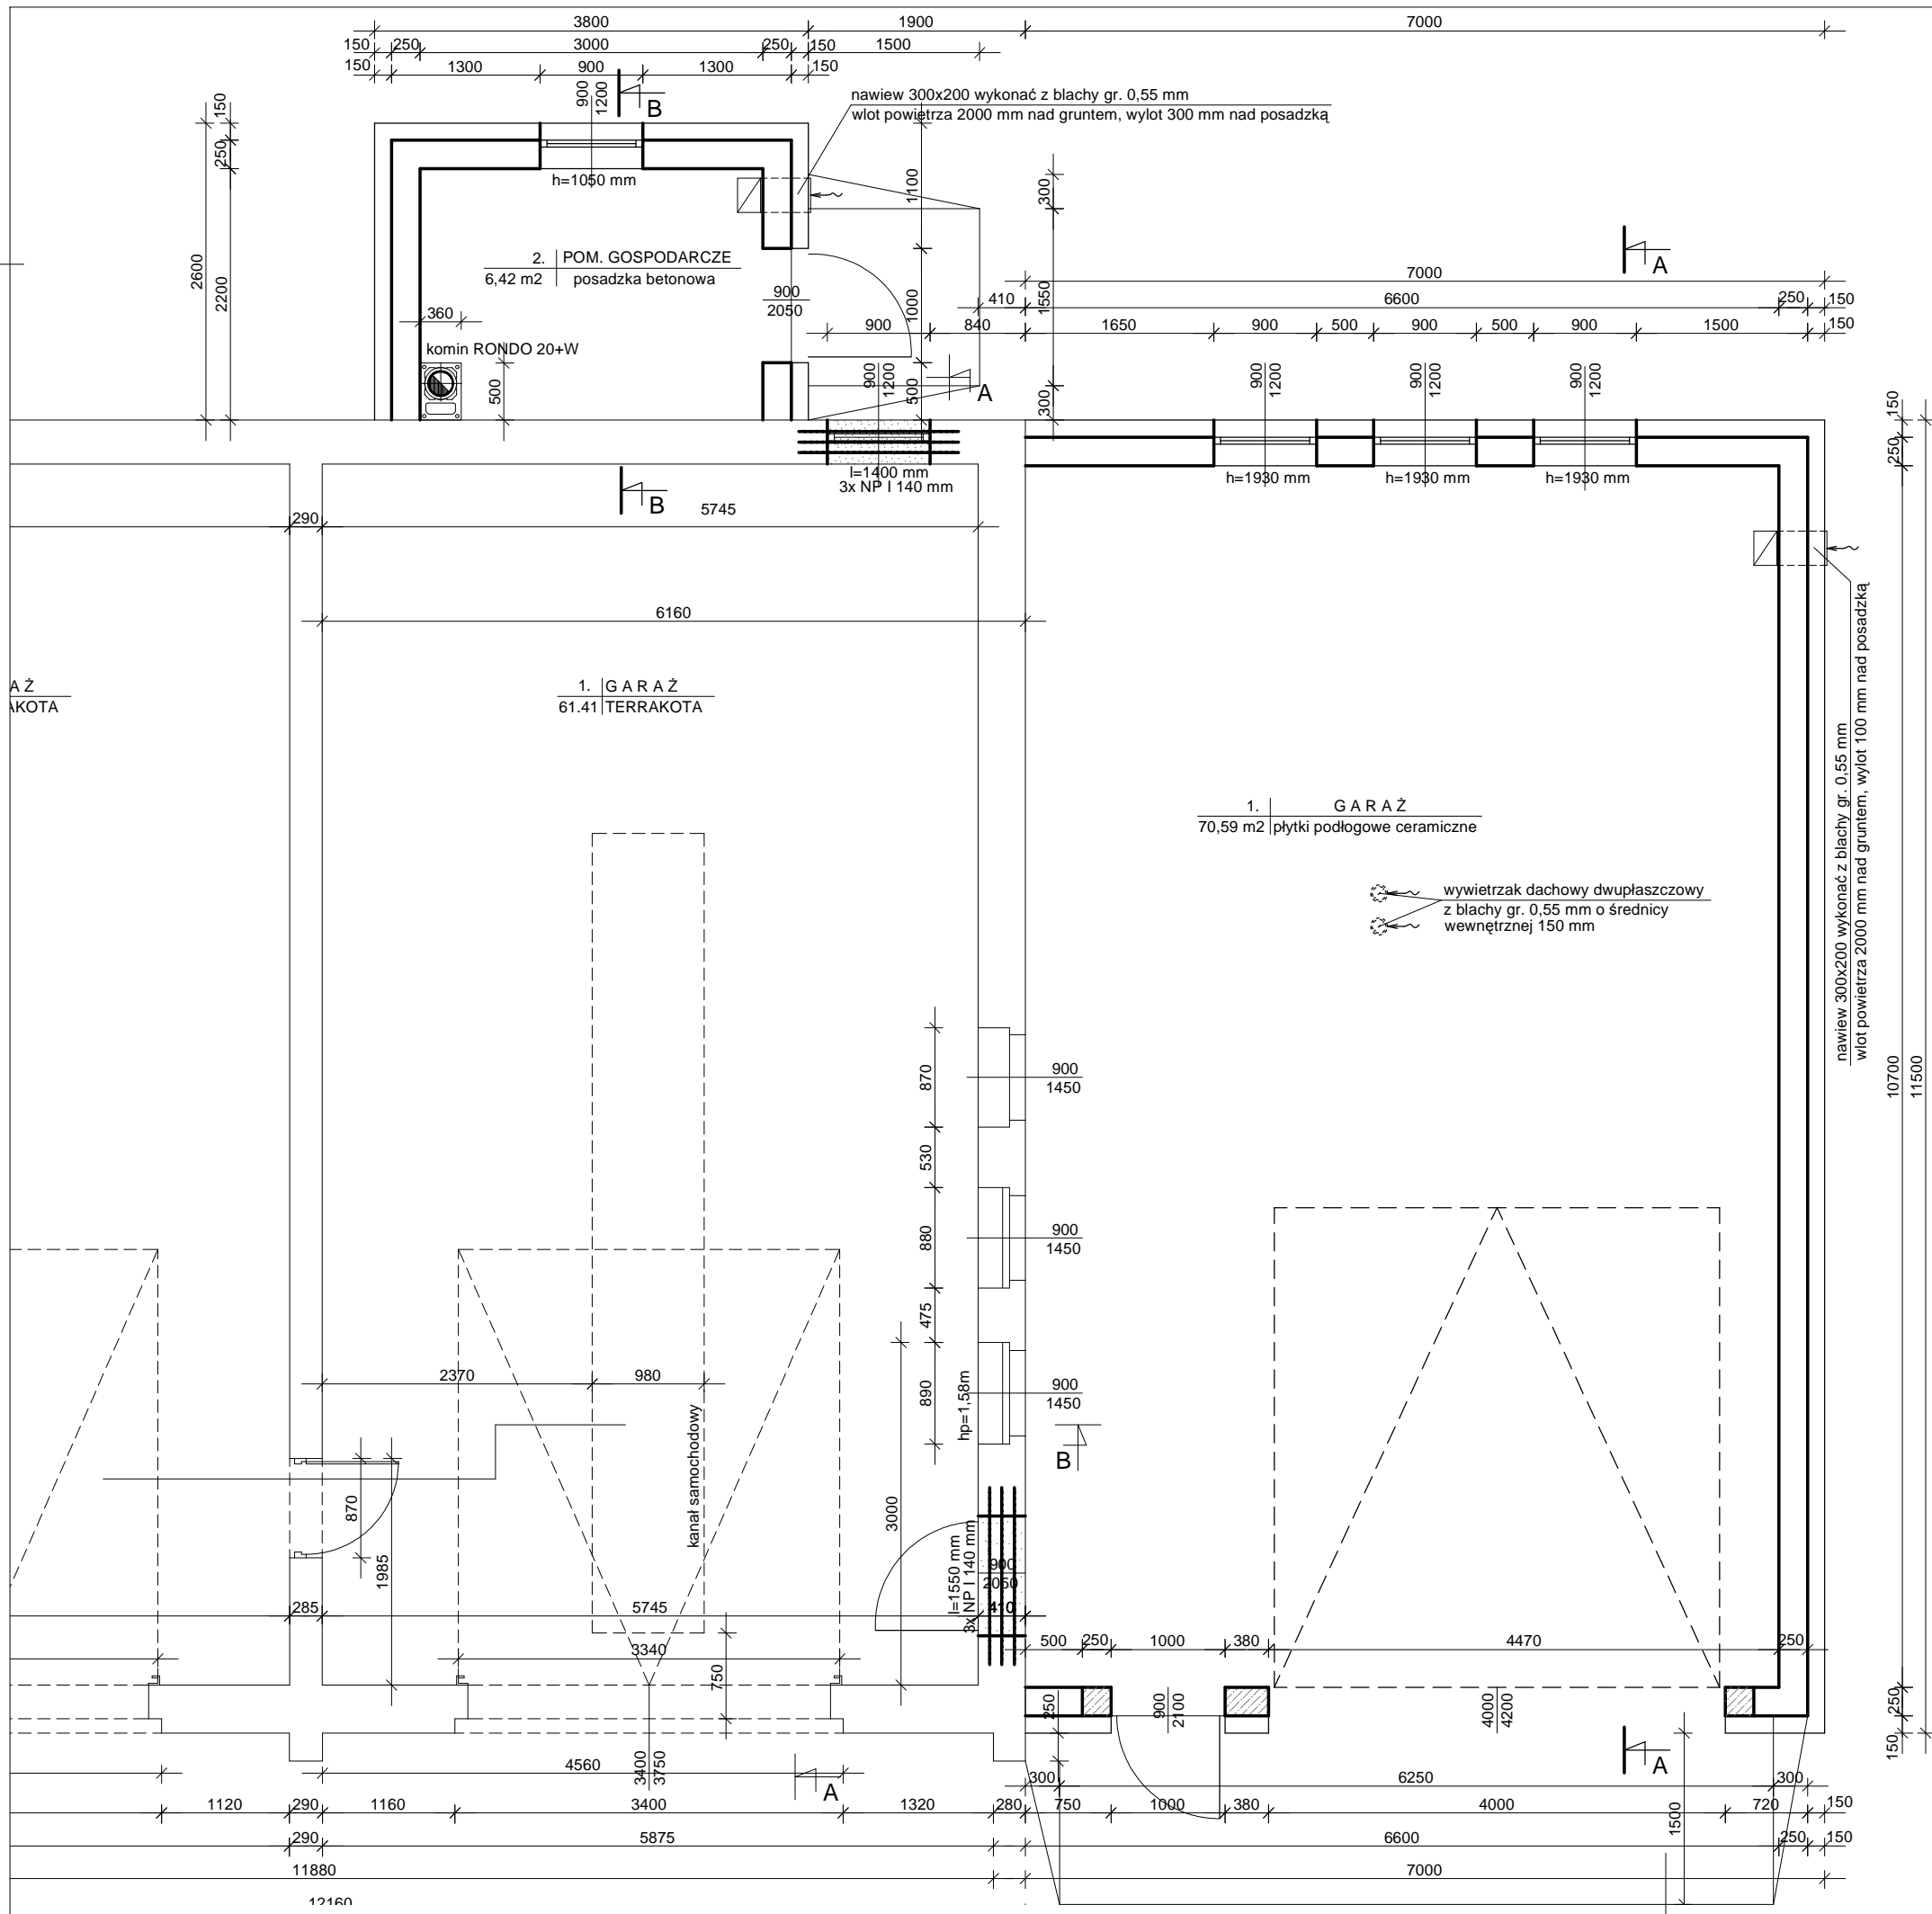 3800 1900 7000
150 250 3000 250 150 1500
150 1300 900 1300 150
900
1200
B
nawiew 300x200 wykonać z blachy gr. 0,55 mm
wlot powietrza 2000 mm nad gruntem, wylot 300 mm nad posadzką
150
250
2600
2200
h=1050 mm
1100
300
2. POM. GOSPODARCZE
6,42 m2 posadzka betonowa
900
2050
1000
1550
A
7000
410 6600 250 150
900 840 1650 900 500 900 500 900 1500 150
360
komin RONDO 20+W
500
900
1200
500
A
300
900
1200
900
1200
900
1200
150
250
l=1400 mm
3x NP I 140 mm
h=1930 mm h=1930 mm h=1930 mm
B
290 5745
6160
A Ż
AKOTA
1. G A R A Ż
61.41 TERRAKOTA
nawiew 300x200 wykonać z blachy gr. 0,55 mm
wlot powietrza 2000 mm nad gruntem, wylot 100 mm nad posadzką
1. G A R A Ż
70,59 m2 płytki podłogowe ceramiczne
wywietrzak dachowy dwupłaszczowy
z blachy gr. 0,55 mm o średnicy
wewnętrznej 150 mm
10700
11500
870
900
1450
530
880
900
1450
475
890
hp=1,58m
900
1450
2370 980
kanał samochodowy
B
870
1985
3000
l=1550 mm
3x NP I 140 mm
900
2050
285 5745 410
3340
750
500 250 1000 380 4470 250
250
900
2100
4000
4200
250
150
4560
3400
3750
A
A
300 6250 300
1120 290 1160 3400 1320 280 750 1000 380 4000 720 150
1500
290 5875 6600 250 150
11880 7000
12160